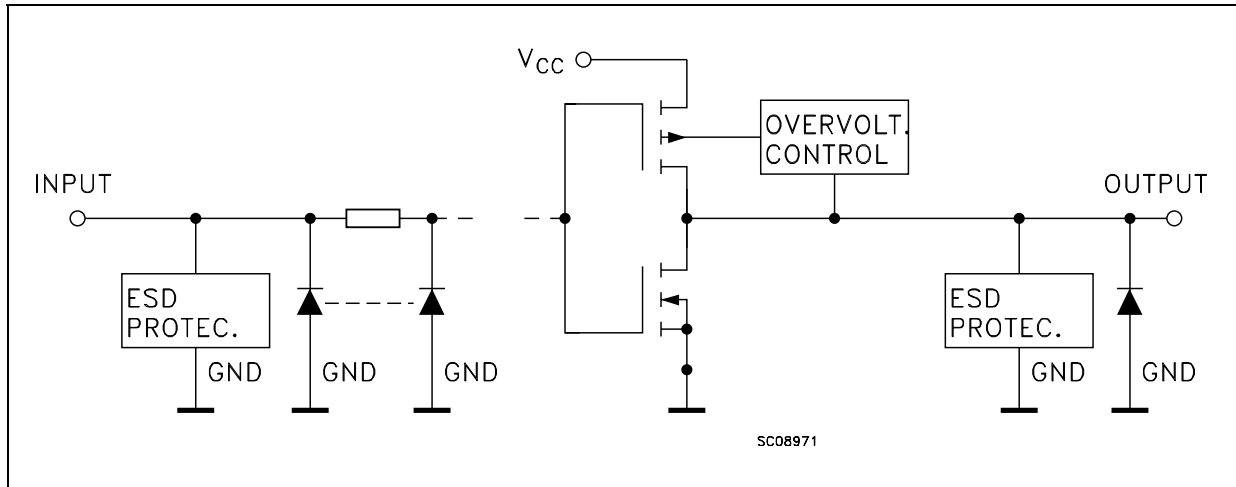 VCC
OVERVOLT.
CONTROL
INPUT
OUTPUT
ESD
PROTEC.
GND
GND
GND
ESD
PROTEC.
GND
GND
SC08971